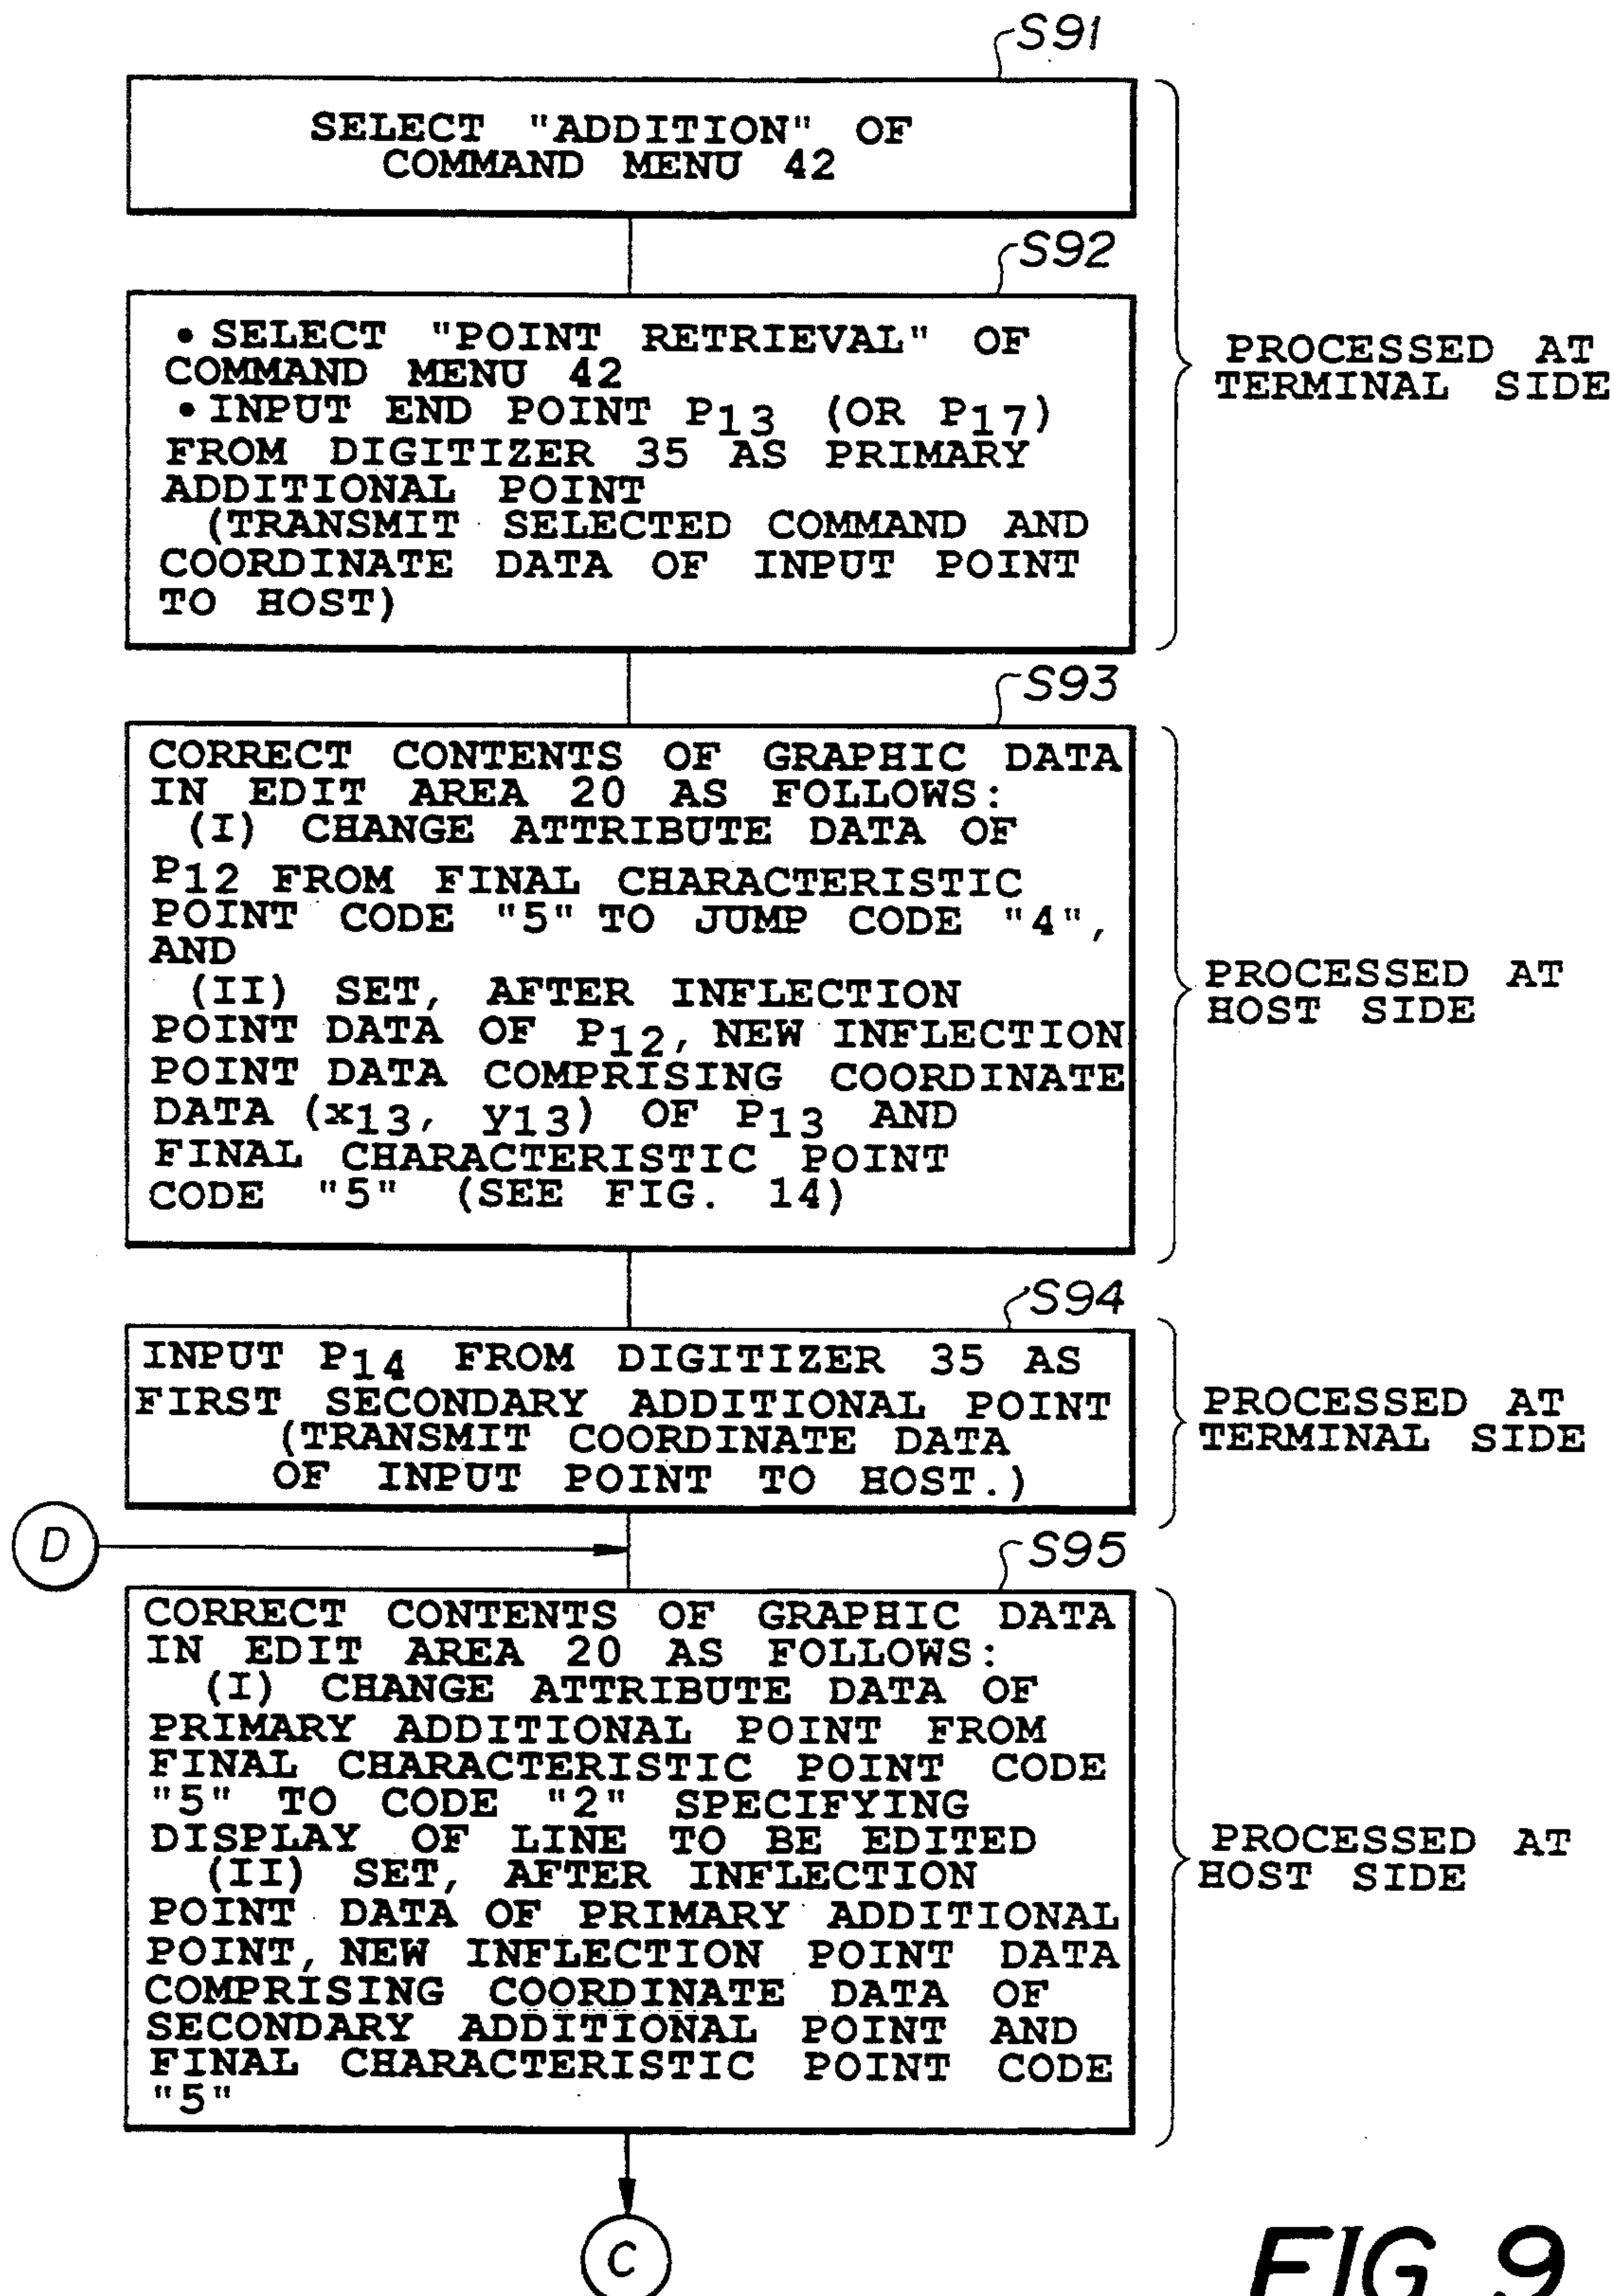 S91
SELECT "ADDITION" OF
COMMAND MENU 42
S92
• SELECT "POINT RETRIEVAL" OF
COMMAND MENU 42
• INPUT END POINT P13 (OR P17)
FROM DIGITIZER 35 AS PRIMARY
ADDITIONAL POINT
(TRANSMIT SELECTED COMMAND AND
COORDINATE DATA OF INPUT POINT
TO HOST)
PROCESSED AT
TERMINAL SIDE
S93
CORRECT CONTENTS OF GRAPHIC DATA
IN EDIT AREA 20 AS FOLLOWS:
(I) CHANGE ATTRIBUTE DATA OF
P12 FROM FINAL CHARACTERISTIC
POINT CODE "5" TO JUMP CODE "4",
AND
(II) SET, AFTER INFLECTION
POINT DATA OF P12, NEW INFLECTION
POINT DATA COMPRISING COORDINATE
DATA (x13, y13) OF P13 AND
FINAL CHARACTERISTIC POINT
CODE "5" (SEE FIG. 14)
PROCESSED AT
HOST SIDE
S94
INPUT P14 FROM DIGITIZER 35 AS
FIRST SECONDARY ADDITIONAL POINT
(TRANSMIT COORDINATE DATA
OF INPUT POINT TO HOST.)
PROCESSED AT
TERMINAL SIDE
D
S95
CORRECT CONTENTS OF GRAPHIC DATA
IN EDIT AREA 20 AS FOLLOWS:
(I) CHANGE ATTRIBUTE DATA OF
PRIMARY ADDITIONAL POINT FROM
FINAL CHARACTERISTIC POINT CODE
"5" TO CODE "2" SPECIFYING
DISPLAY OF LINE TO BE EDITED
(II) SET, AFTER INFLECTION
POINT DATA OF PRIMARY ADDITIONAL
POINT, NEW INFLECTION POINT DATA
COMPRISING COORDINATE DATA OF
SECONDARY ADDITIONAL POINT AND
FINAL CHARACTERISTIC POINT CODE
"5"
PROCESSED AT
HOST SIDE
C
FIG. 9